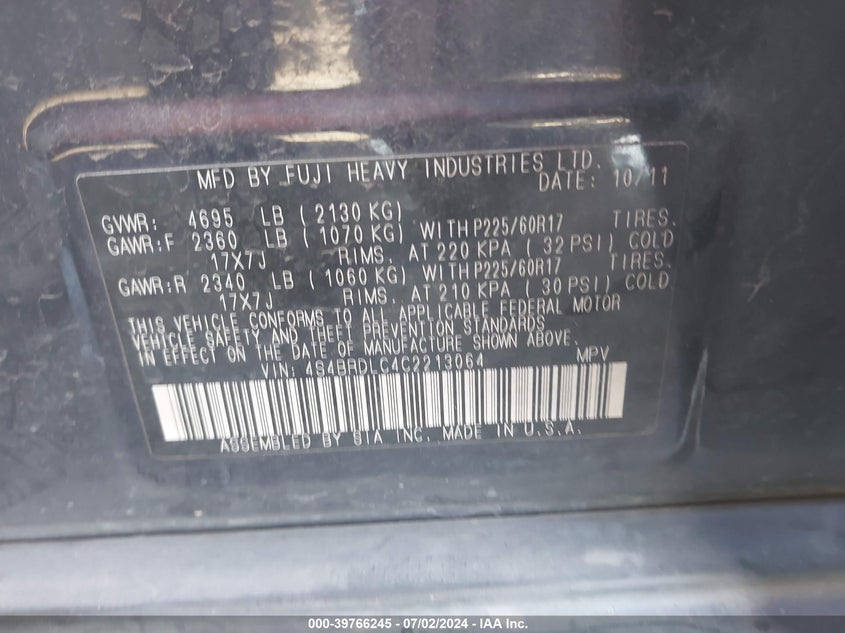 MFD BY FUJI HEAVY INDUSTRIES LTD.
DATE: 10/11
GVWR: 4695 LB ( 2130 KG)
GAWR:F 2360 LB ( 1070 KG) WITH P225/60R17 TIRES.
17X7J RIMS. AT 220 KPA ( 32 PSI) COLD
GAWR:R 2340 LB ( 1060 KG) WITH P225/60R17 TIRES.
17X7J RIMS. AT 210 KPA ( 30 PSI) COLD
THIS VEHICLE CONFORMS TO ALL APPLICABLE FEDERAL MOTOR
VEHICLE SAFETY AND THEFT PREVENTION STANDARDS
IN EFFECT ON THE DATE OF MANUFACTURE SHOWN ABOVE.
VIN: 4S4BRDLC4C2213064 MPV
ASSEMBLED BY SIA INC. MADE IN U.S.A.
000-39766245 - 07/02/2024 - IAA Inc.